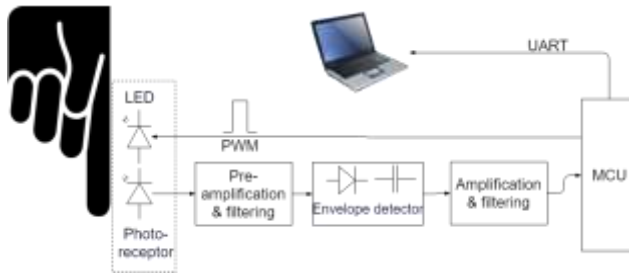 UART
LED
PWM
Pre-
amplification
& filtering
Envelope detector
Amplification
& filtering
MCU
Photo-
receptor